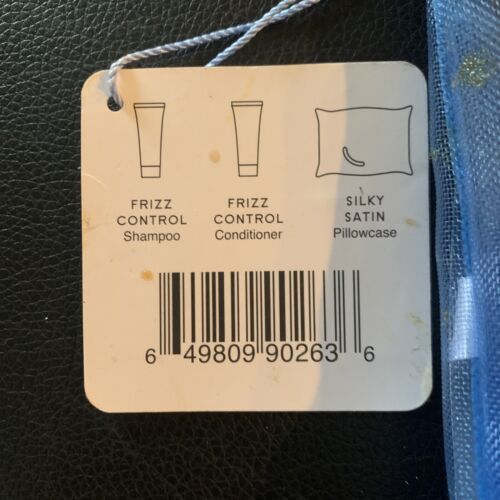 FRIZZ
CONTROL
Shampoo
FRIZZ
CONTROL
Conditioner
SILKY
SATIN
Pillowcase
6 49809 90263 6